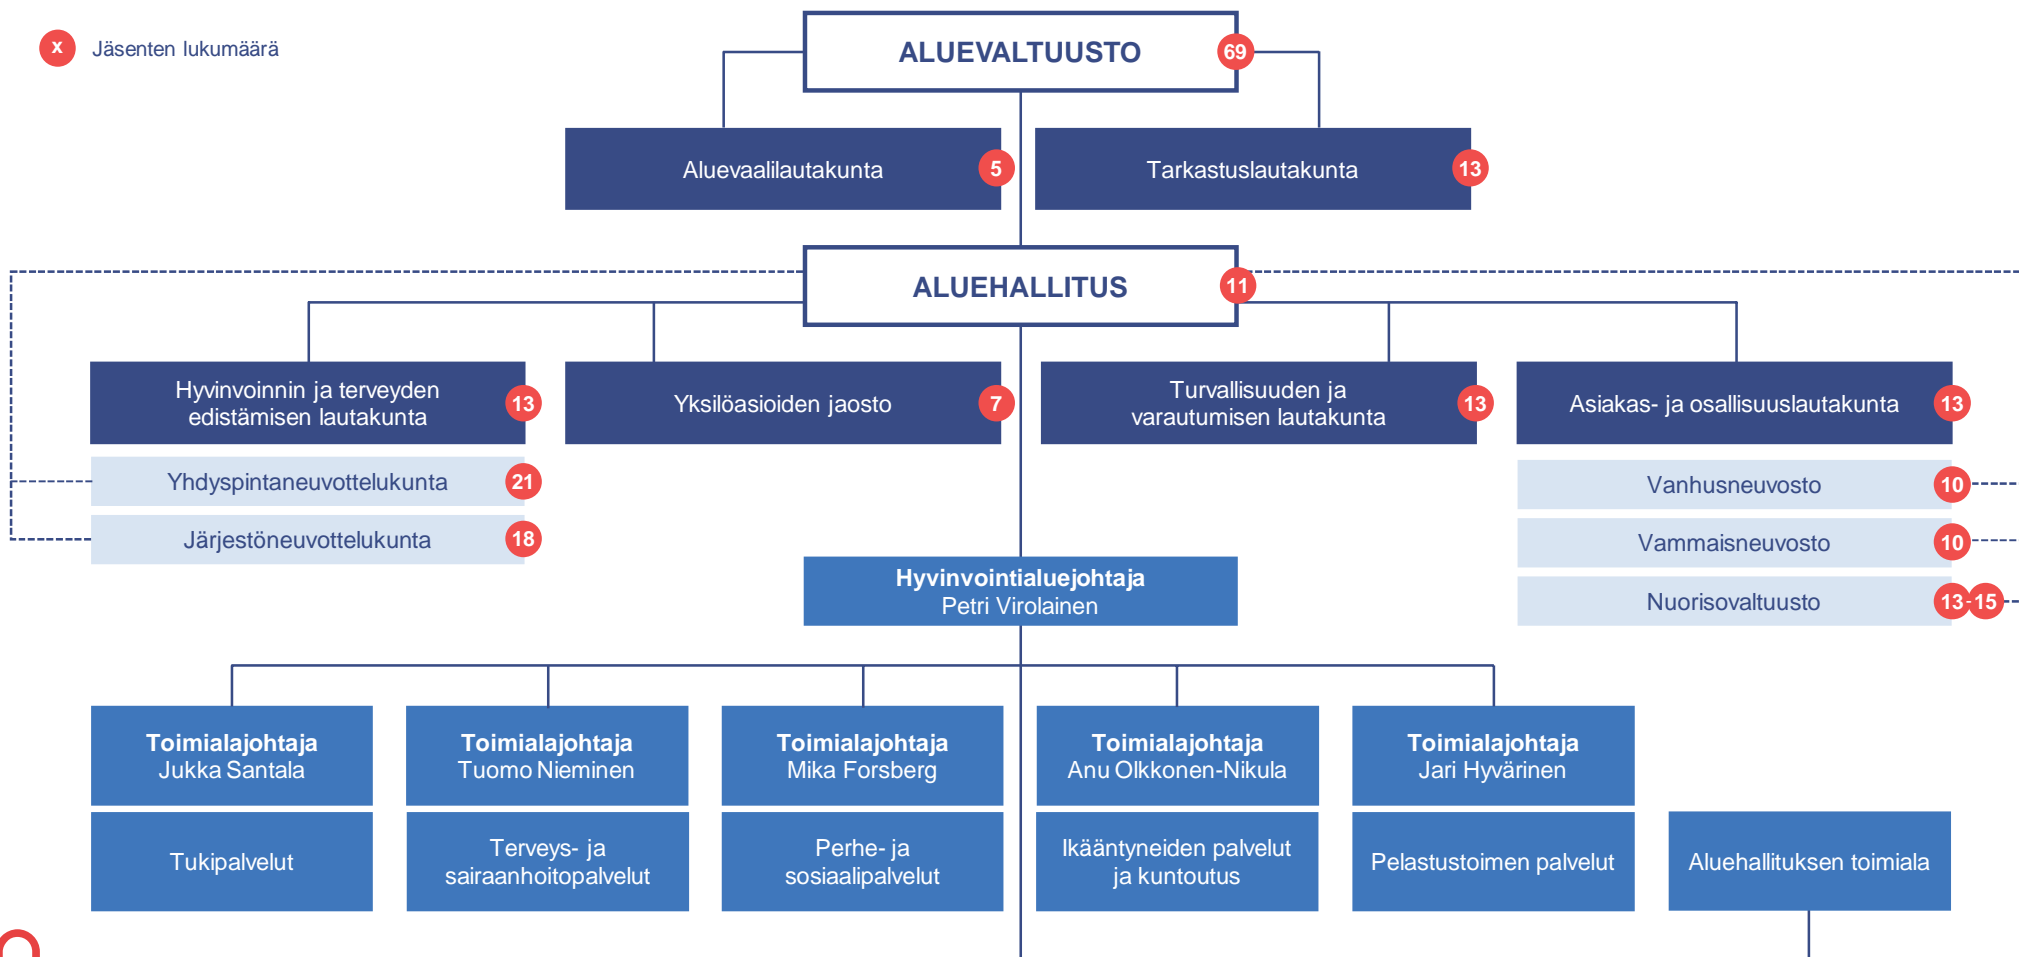 x Jäsenten lukumäärä
ALUEVALTUUSTO 69
Aluevaalilautakunta 5
Tarkastuslautakunta 13
ALUEHALLITUS 11
Hyvinvoinnin ja terveyden
edistämisen lautakunta 13
Yksilöasioiden jaosto 7
Turvallisuuden ja
varautumisen lautakunta 13
Asiakas- ja osallisuuslautakunta 13
Yhdyspintaneuvottelukunta 21
Järjestöneuvottelukunta 18
Vanhusneuvosto 10
Vammaisneuvosto 10
Nuorisovaltuusto 13-15
Hyvinvointialuejohtaja
Petri Virolainen
Toimialajohtaja
Jukka Santala
Tukipalvelut
Toimialajohtaja
Tuomo Nieminen
Terveys- ja
sairaanhoitopalvelut
Toimialajohtaja
Mika Forsberg
Perhe- ja
sosiaalipalvelut
Toimialajohtaja
Anu Olkkonen-Nikula
Ikääntyneiden palvelut
ja kuntoutus
Toimialajohtaja
Jari Hyvärinen
Pelastustoimen palvelut
Aluehallituksen toimiala